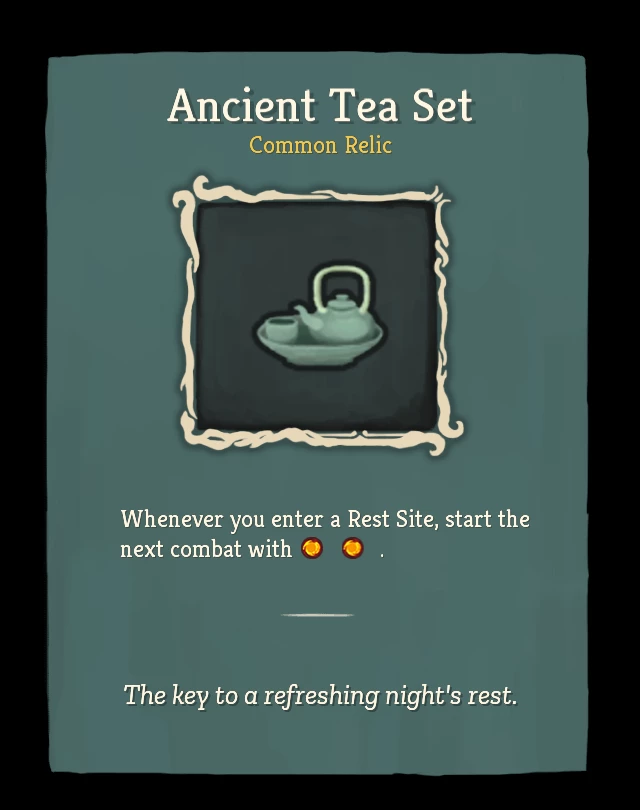 Ancient Tea Set
Common Relic
Whenever you enter a Rest Site, start the
next combat with .
The key to a refreshing night's rest.